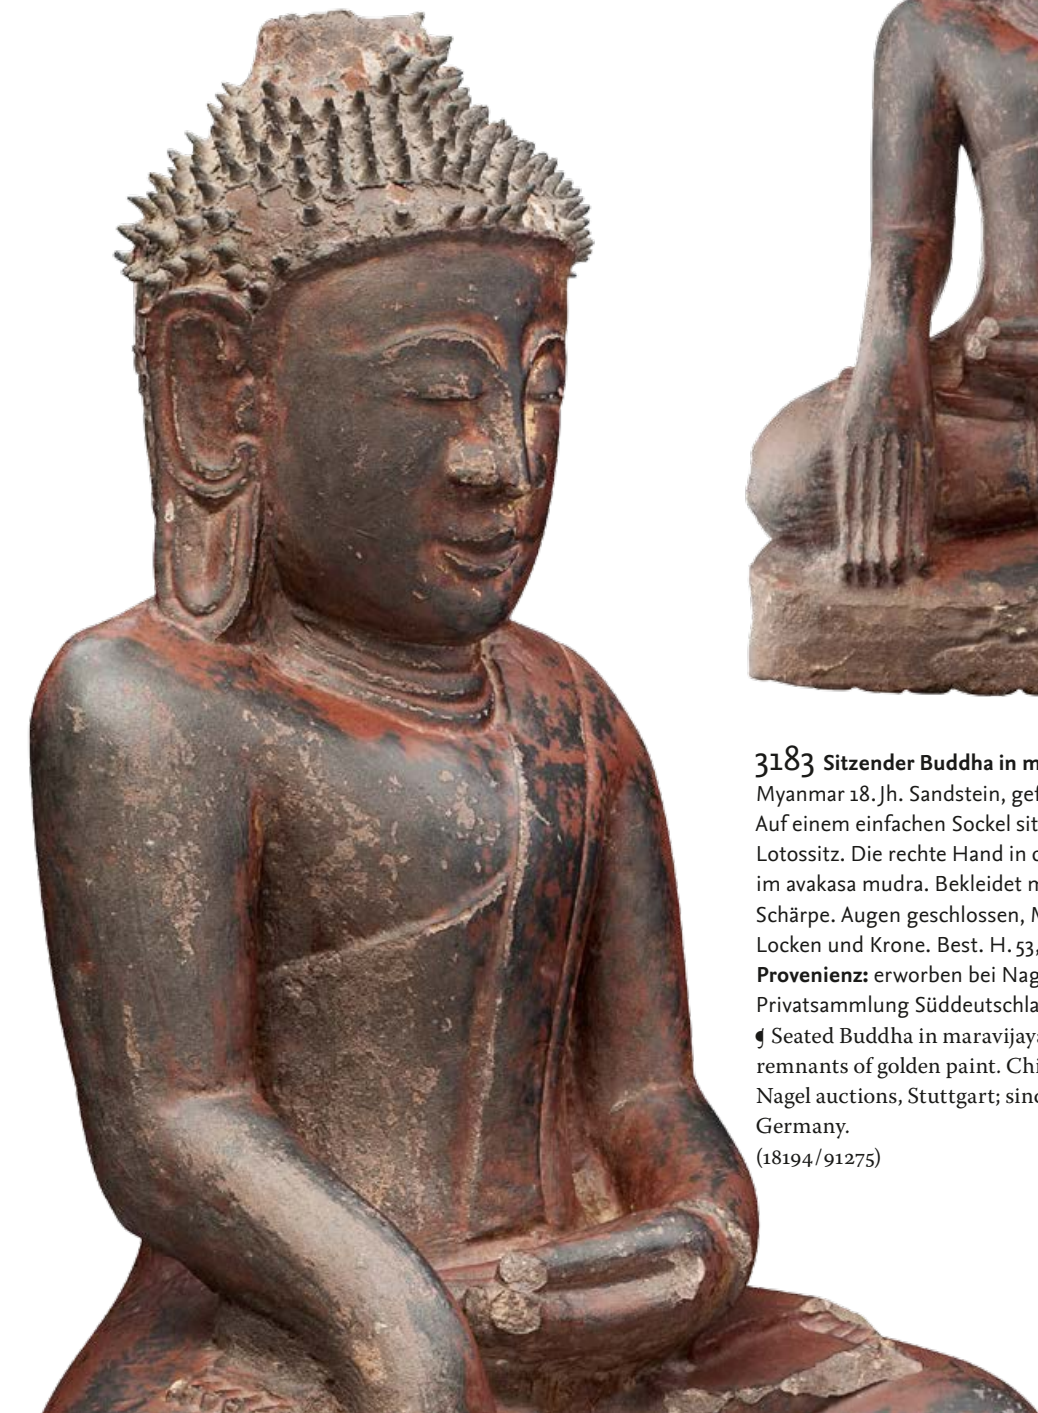 3183 Sitzender Buddha in m
Myanmar 18. Jh. Sandstein, gef
Auf einem einfachen Sockel sit
Lotossitz. Die rechte Hand in d
im avakasa mudra. Bekleidet m
Schärpe. Augen geschlossen, M
Locken und Krone. Best. H. 53,
Provenienz: erworben bei Nag
Privatsammlung Süddeutschla
¶ Seated Buddha in maravijaya
remnants of golden paint. Chi
Nagel auctions, Stuttgart; sinc
Germany.
(18194/91275)